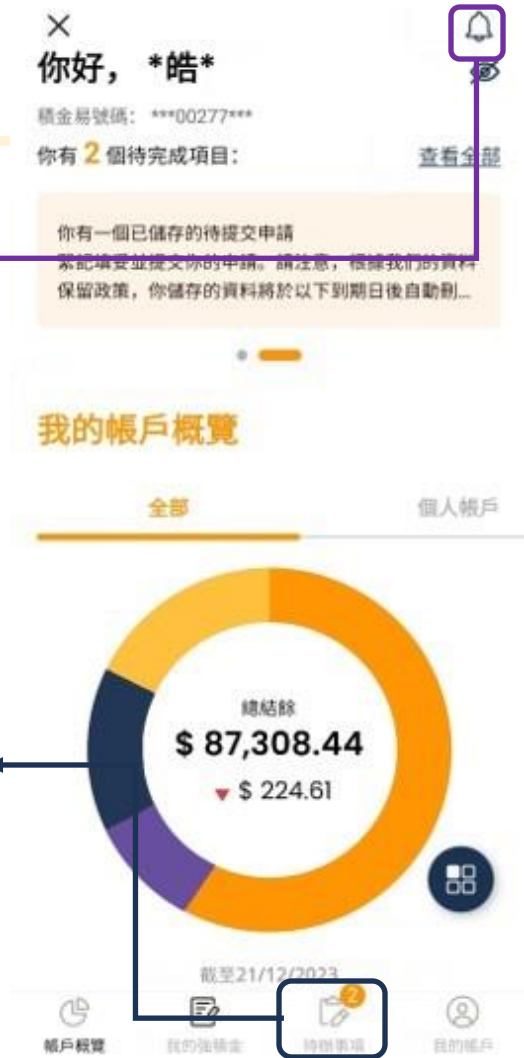 你好， *皓*
積金易號碼： ***00277***
你有 2 個待完成項目：
查看全部
你有一個已儲存的待提交申請
緊記填妥並提交你的申請。請注意，根據我們的資料
保留政策，你儲存的資料將於以下到期日後自動刪...
我的帳戶概覽
全部
個人帳戶
總結餘
$ 87,308.44
$ 224.61
截至21/12/2023
2
帳戶概覽
我的強積金
待辦事項
我的帳戶